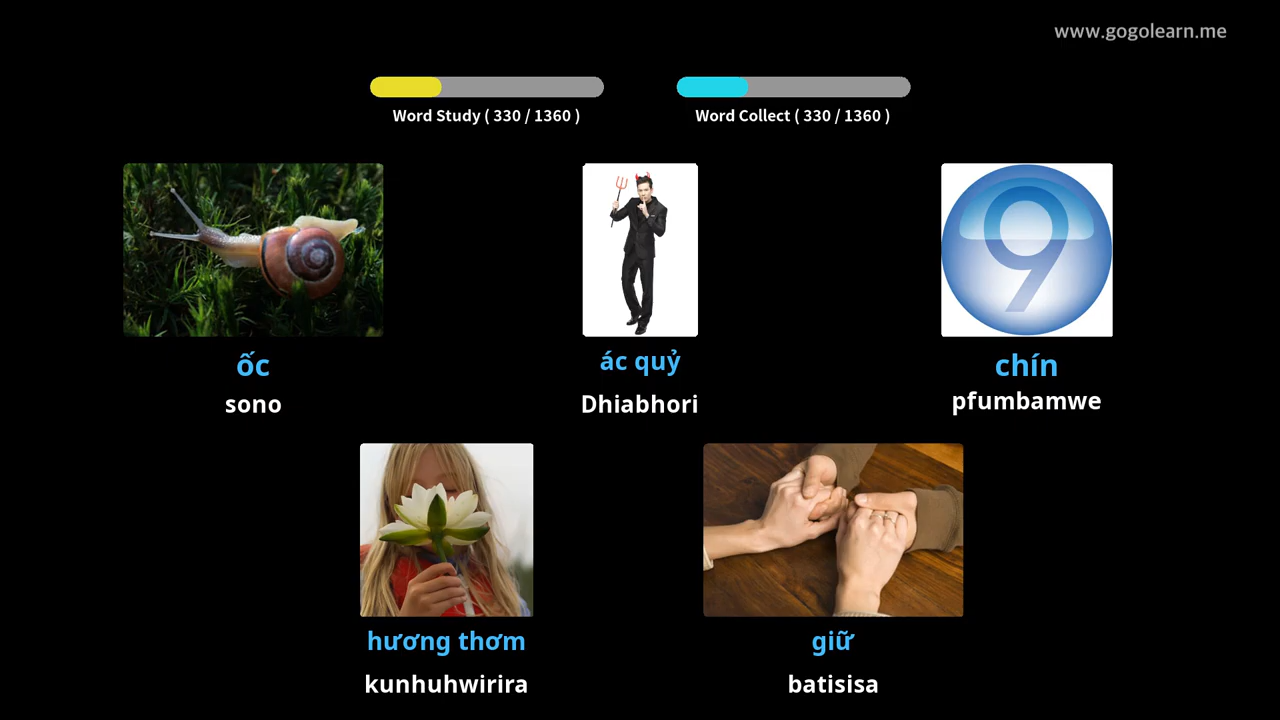 www.gogolearn.me
Word Study ( 330 / 1360 )
Word Collect ( 330 / 1360 )
9
ốc
sono
ác quỷ
Dhiabhori
chín
pfumbamwe
hương thơm
kunhuhwirira
giữ
batisisa